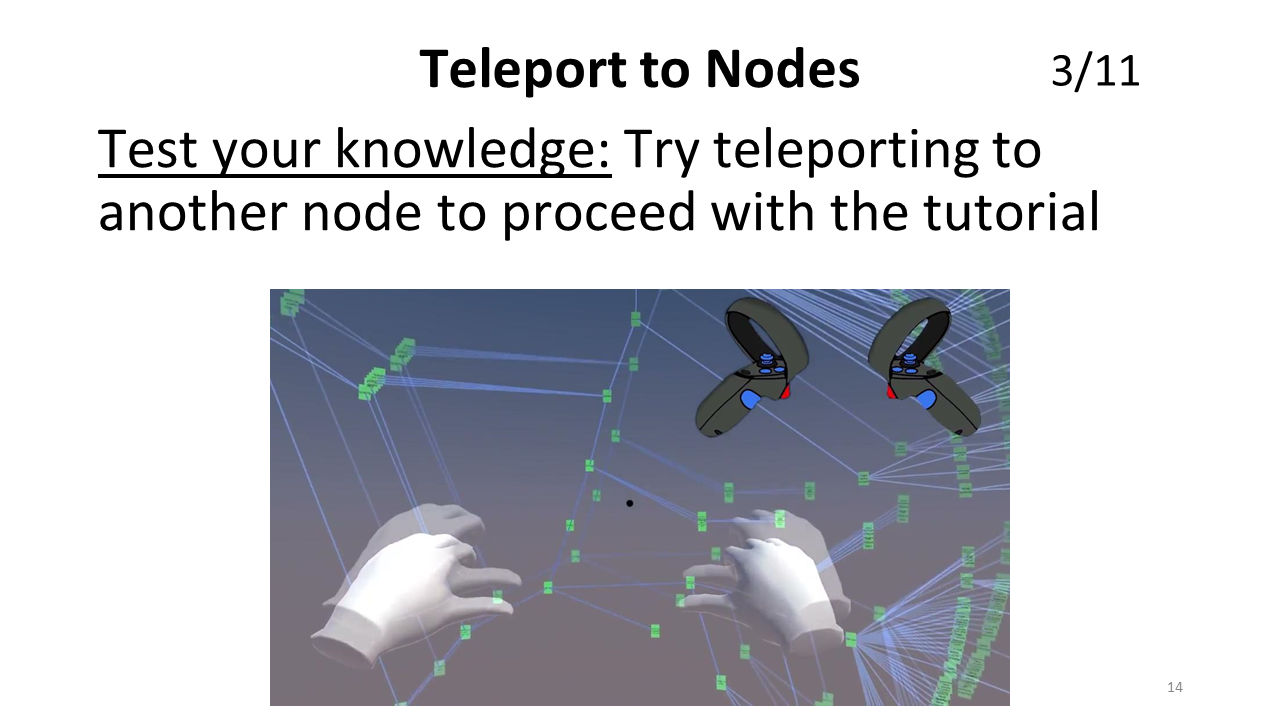 Teleport to Nodes
3/11
Test your knowledge: Try teleporting to
another node to proceed with the tutorial
14